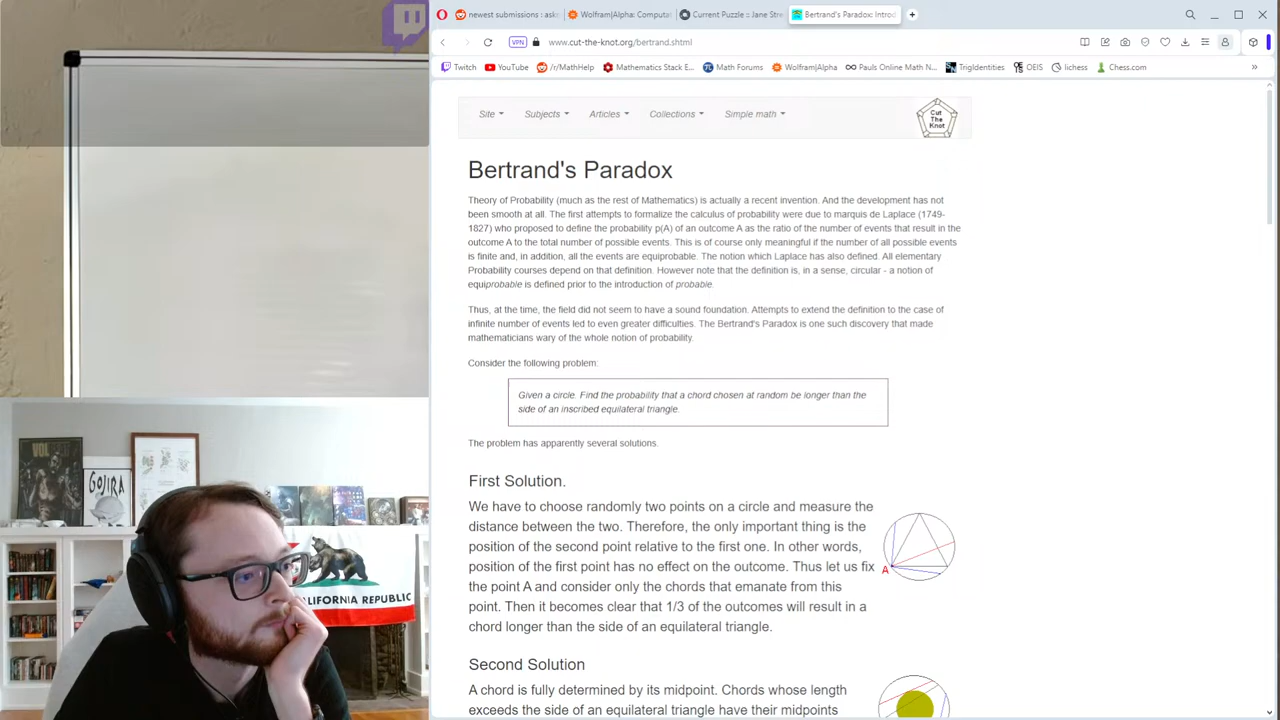 newest submissions : aske
Wolfram|Alpha: Computat
Current Puzzle = Jane Stre
Bertrand's Paradox: Introd
VPN
www.cut-the-knot.org/bertrand.shtml
Twitch
YouTube
/r/MathHelp
Mathematics Stack E...
Math Forums
Wolfram|Alpha
Pauls Online Math N...
TrigIdentities
OEIS
lichess
Chess.com
Site
Subjects
Articles
Collections
Simple math
Cut
The
Knot
Bertrand's Paradox
Theory of Probability (much as the rest of Mathematics) is actually a recent invention. And the development has not
been smooth at all. The first attempts to formalize the calculus of probability were due to marquis de Laplace (1749-
1827) who proposed to define the probability p(A) of an outcome A as the ratio of the number of events that result in the
outcome A to the total number of possible events. This is of course only meaningful if the number of all possible events
is finite and, in addition, all the events are equiprobable. The notion which Laplace has also defined. All elementary
Probability courses depend on that definition. However note that the definition is, in a sense, circular - a notion of
equiprobable is defined prior to the introduction of probable.
Thus, at the time, the field did not seem to have a sound foundation. Attempts to extend the definition to the case of
infinite number of events led to even greater difficulties. The Bertrand's Paradox is one such discovery that made
mathematicians wary of the whole notion of probability.
Consider the following problem:
Given a circle. Find the probability that a chord chosen at random be longer than the
side of an inscribed equilateral triangle.
The problem has apparently several solutions.
First Solution.
We have to choose randomly two points on a circle and measure the
distance between the two. Therefore, the only important thing is the
position of the second point relative to the first one. In other words,
position of the first point has no effect on the outcome. Thus let us fix
the point A and consider only the chords that emanate from this
point. Then it becomes clear that 1/3 of the outcomes will result in a
chord longer than the side of an equilateral triangle.
A
Second Solution
A chord is fully determined by its midpoint. Chords whose length
exceeds the side of an equilateral triangle have their midpoints
VOL
GOJIRA
ALIFORNIA REPUBLIC